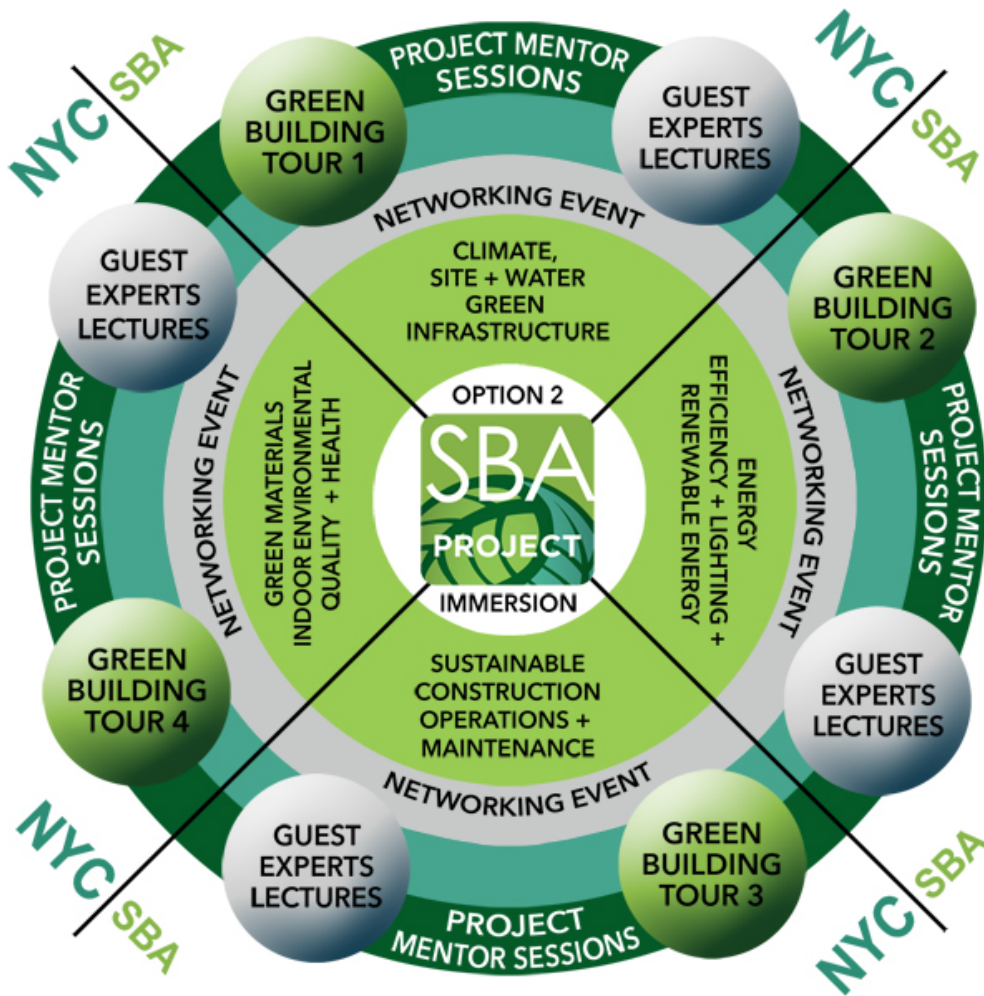 NYC SBA
NYC SBA
PROJECT MENTOR
SESSIONS
GREEN
BUILDING
TOUR 1
GUEST
EXPERTS
LECTURES
NETWORKING EVENT
CLIMATE,
SITE + WATER
GREEN
INFRASTRUCTURE
GUEST
EXPERTS
LECTURES
GREEN
BUILDING
TOUR 2
PROJECT MENTOR
SESSIONS
NETWORKING EVENT
GREEN MATERIALS
INDOOR ENVIRONMENTAL
QUALITY + HEALTH
OPTION 2
SBA
PROJECT
IMMERSION
ENERGY
EFFICIENCY + LIGHTING +
RENEWABLE ENERGY
NETWORKING EVENT
PROJECT MENTOR
SESSIONS
GREEN
BUILDING
TOUR 4
SUSTAINABLE
CONSTRUCTION
OPERATIONS +
MAINTENANCE
GUEST
EXPERTS
LECTURES
NETWORKING EVENT
GUEST
EXPERTS
LECTURES
GREEN
BUILDING
TOUR 3
PROJECT
MENTOR SESSIONS
NYC SBA
NYC SBA